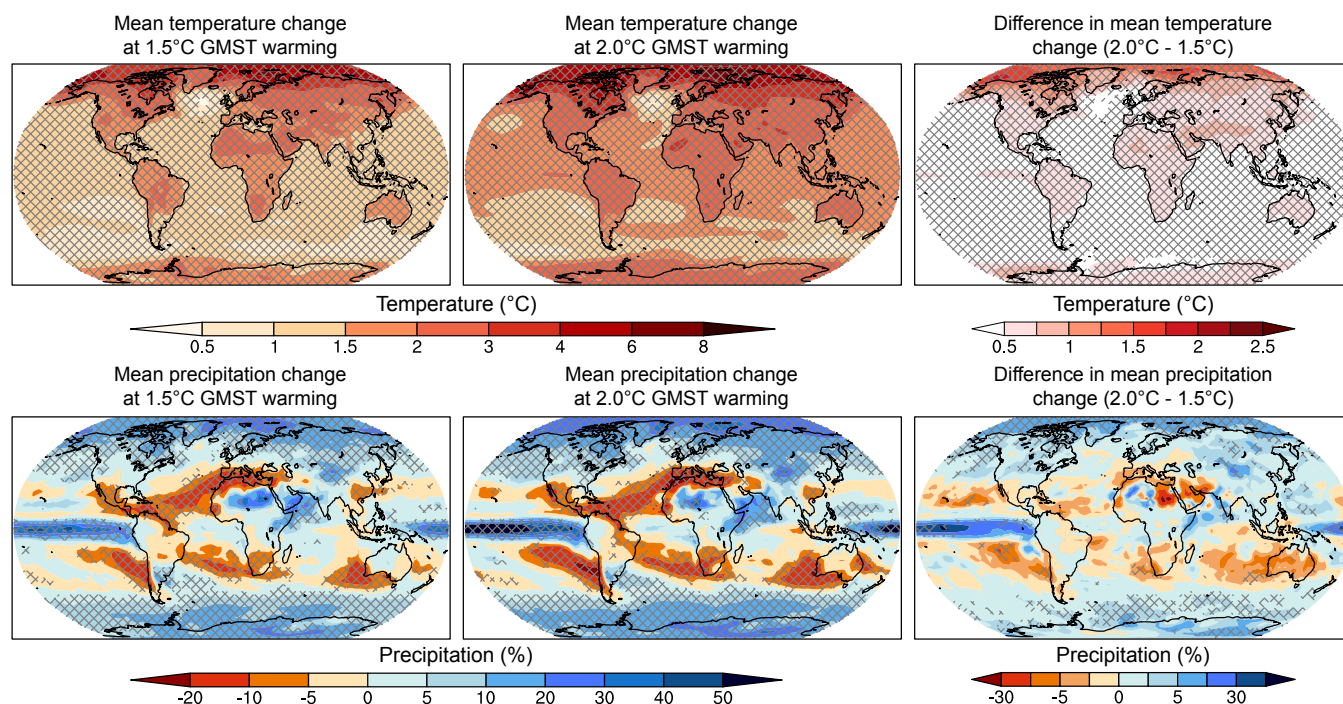 Mean temperature change
at 1.5°C GMST warming
Mean temperature change
at 2.0°C GMST warming
Difference in mean temperature
change (2.0°C - 1.5°C)
Temperature (°C)
0.5 1 1.5 2 3 4 6 8
Temperature (°C)
0.5 1 1.5 2 2.5
Mean precipitation change
at 1.5°C GMST warming
Mean precipitation change
at 2.0°C GMST warming
Difference in mean precipitation
change (2.0°C - 1.5°C)
Precipitation (%)
-20 -10 -5 0 5 10 20 30 40 50
Precipitation (%)
-30 -5 0 5 30